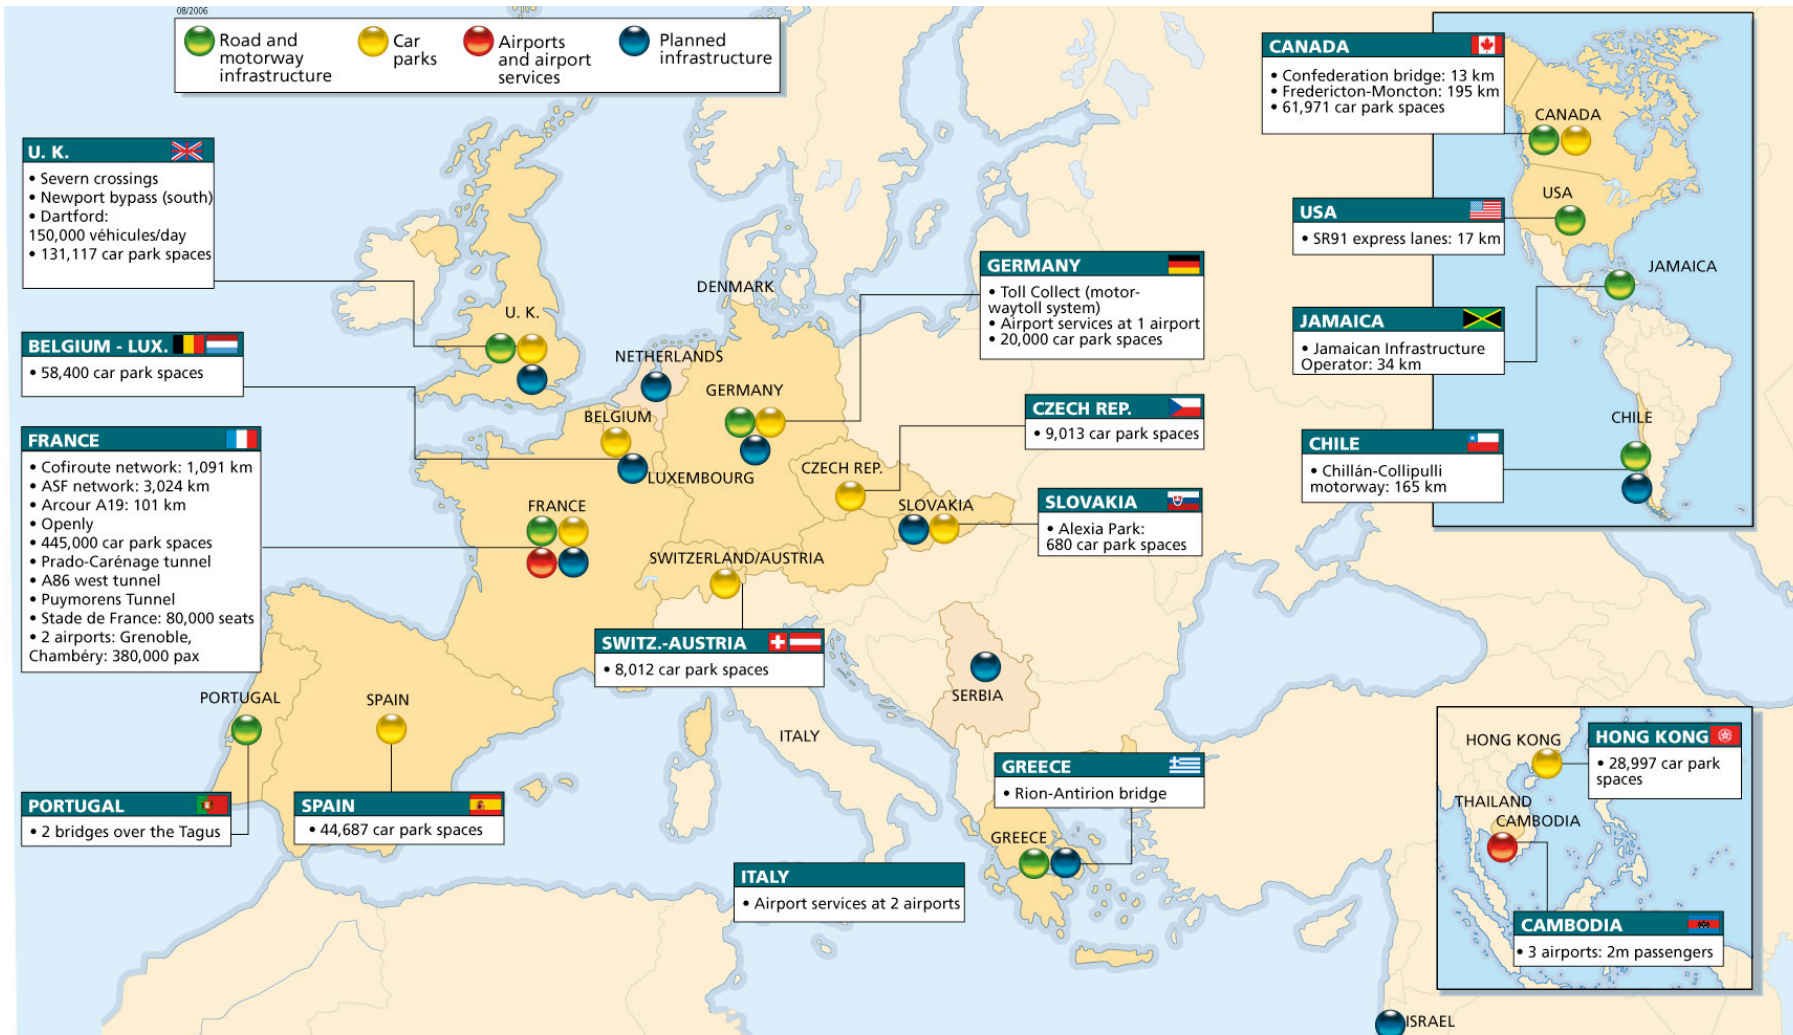 08/2006
Road and
motorway
infrastructure
Car
parks
Airports
and airport
services
Planned
infrastructure
U. K.
• Severn crossings
• Newport bypass (south)
• Dartford:
150,000 véhicules/day
• 131,117 car park spaces
BELGIUM - LUX.
• 58,400 car park spaces
FRANCE
• Cofiroute network: 1,091 km
• ASF network: 3,024 km
• Arcour A19: 101 km
• Openly
• 445,000 car park spaces
• Prado-Carénage tunnel
• A86 west tunnel
• Puymorens Tunnel
• Stade de France: 80,000 seats
• 2 airports: Grenoble,
Chambéry: 380,000 pax
PORTUGAL
• 2 bridges over the Tagus
SPAIN
• 44,687 car park spaces
SWITZ.-AUSTRIA
• 8,012 car park spaces
ITALY
• Airport services at 2 airports
GERMANY
• Toll Collect (motor-
waytoll system)
• Airport services at 1 airport
• 20,000 car park spaces
CZECH REP.
• 9,013 car park spaces
SLOVAKIA
• Alexia Park:
680 car park spaces
GREECE
• Rion-Antirion bridge
U. K.
DENMARK
NETHERLANDS
GERMANY
BELGIUM
LUXEMBOURG
CZECH REP.
SLOVAKIA
FRANCE
SWITZERLAND/AUSTRIA
PORTUGAL
SPAIN
ITALY
SERBIA
GREECE
ISRAEL
CANADA
• Confederation bridge: 13 km
• Fredericton-Moncton: 195 km
• 61,971 car park spaces
USA
• SR91 express lanes: 17 km
JAMAICA
• Jamaican Infrastructure
Operator: 34 km
CHILE
• Chillán-Collipulli
motorway: 165 km
CANADA
USA
JAMAICA
CHILE
HONG KONG
• 28,997 car park
spaces
HONG KONG
THAILAND
CAMBODIA
CAMBODIA
• 3 airports: 2m passengers